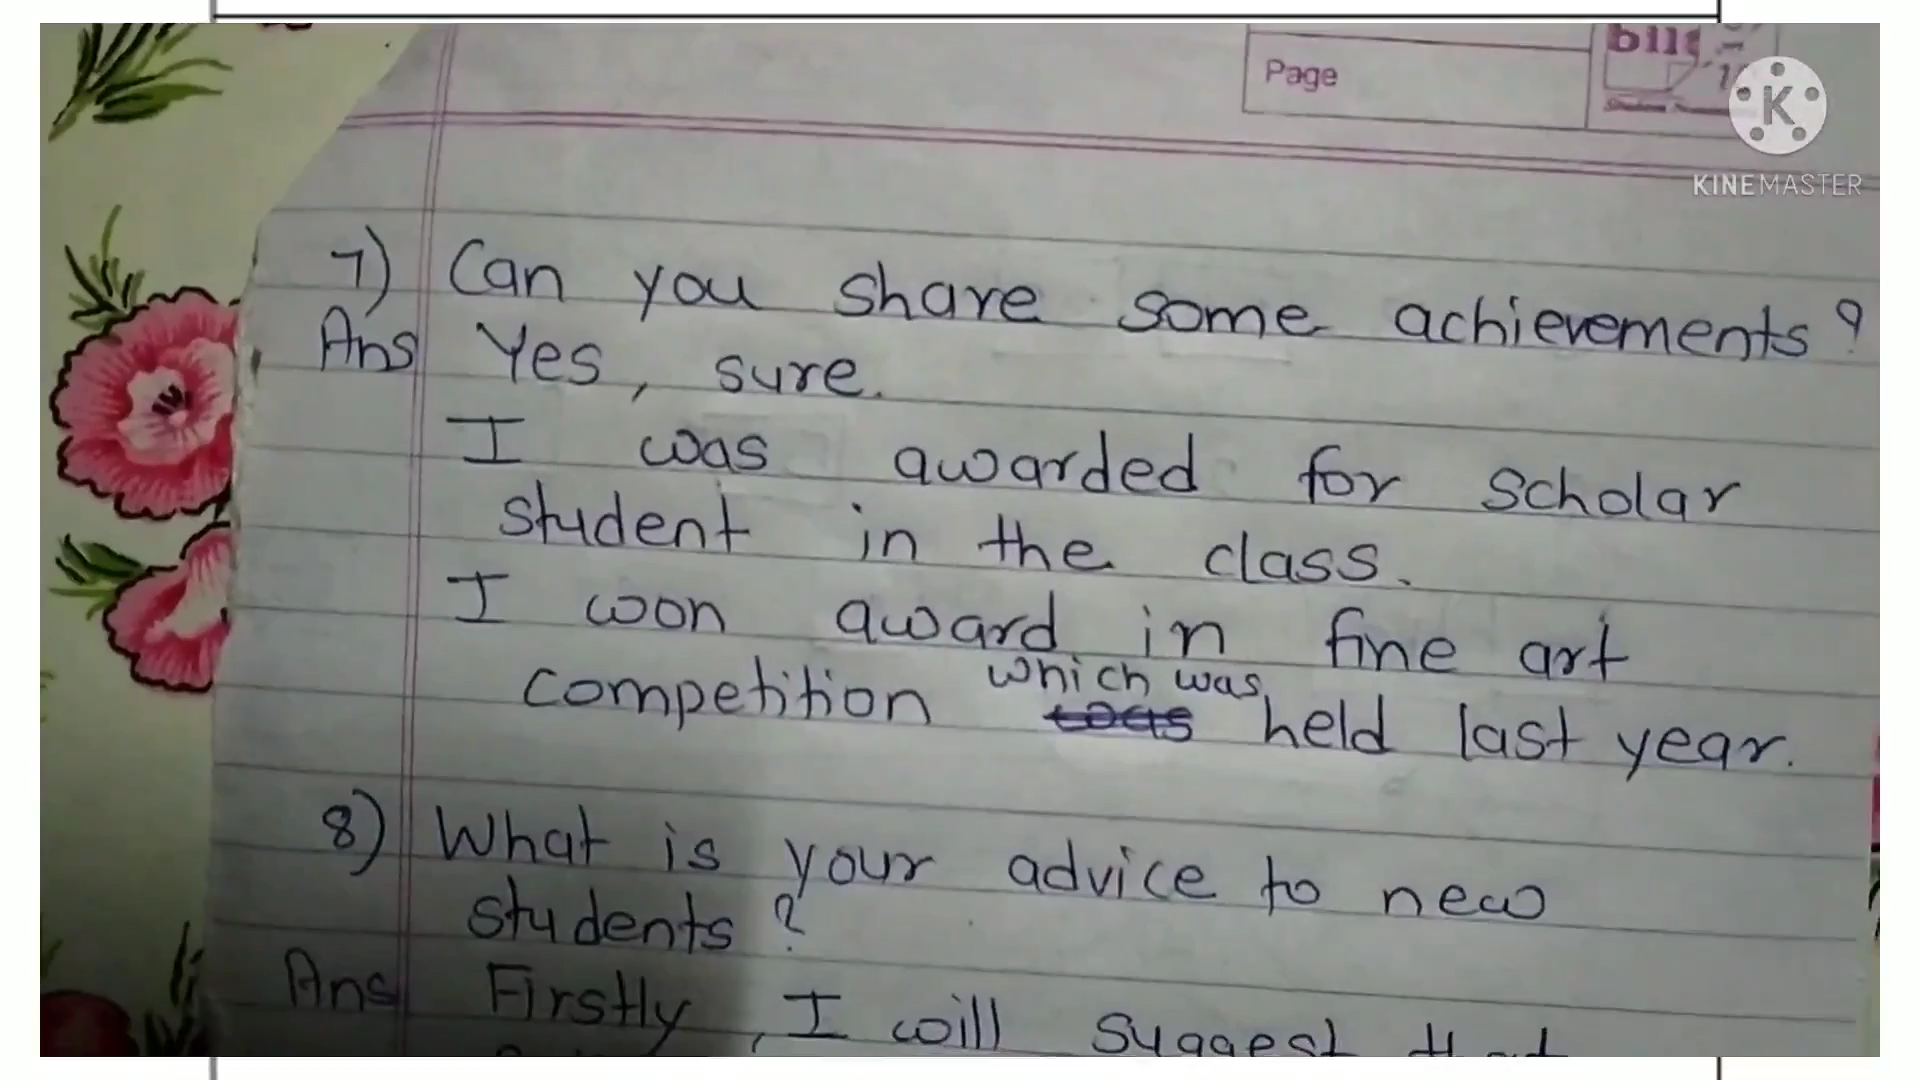 Page
KINEMASTER
7) Can you share some achievements?
Ans Yes, sure.
I was awarded for scholar
student in the class.
I won award in fine art
which was
competition held last year.
8) What is your advice to new
students?
Ans Firstly, I will suggest that